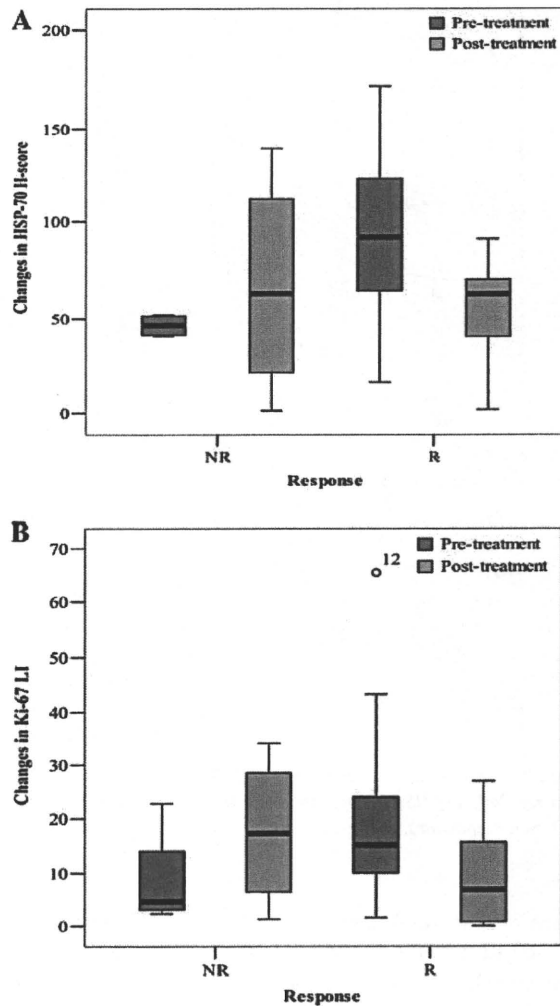 A
Pre-treatment
Post-treatment
200
150
100
50
0
Changes in HSP-70 H-score
NR
R
Response
B
Pre-treatment
Post-treatment
12
70
60
50
40
30
20
10
0
Changes in Ki-67 LI
NR
R
Response